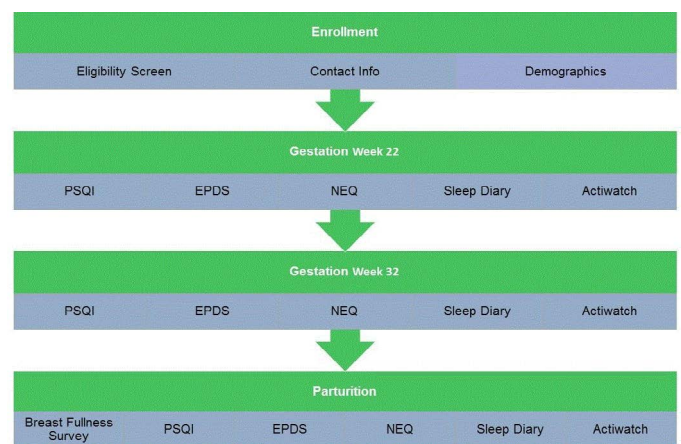 Enrollment
Eligibility Screen Contact Info Demographics
Gestation Week 22
PSQI EPDS NEQ Sleep Diary Actiwatch
Gestation Week 32
PSQI EPDS NEQ Sleep Diary Actiwatch
Parturition
Breast Fullness
Survey PSQI EPDS NEQ Sleep Diary Actiwatch